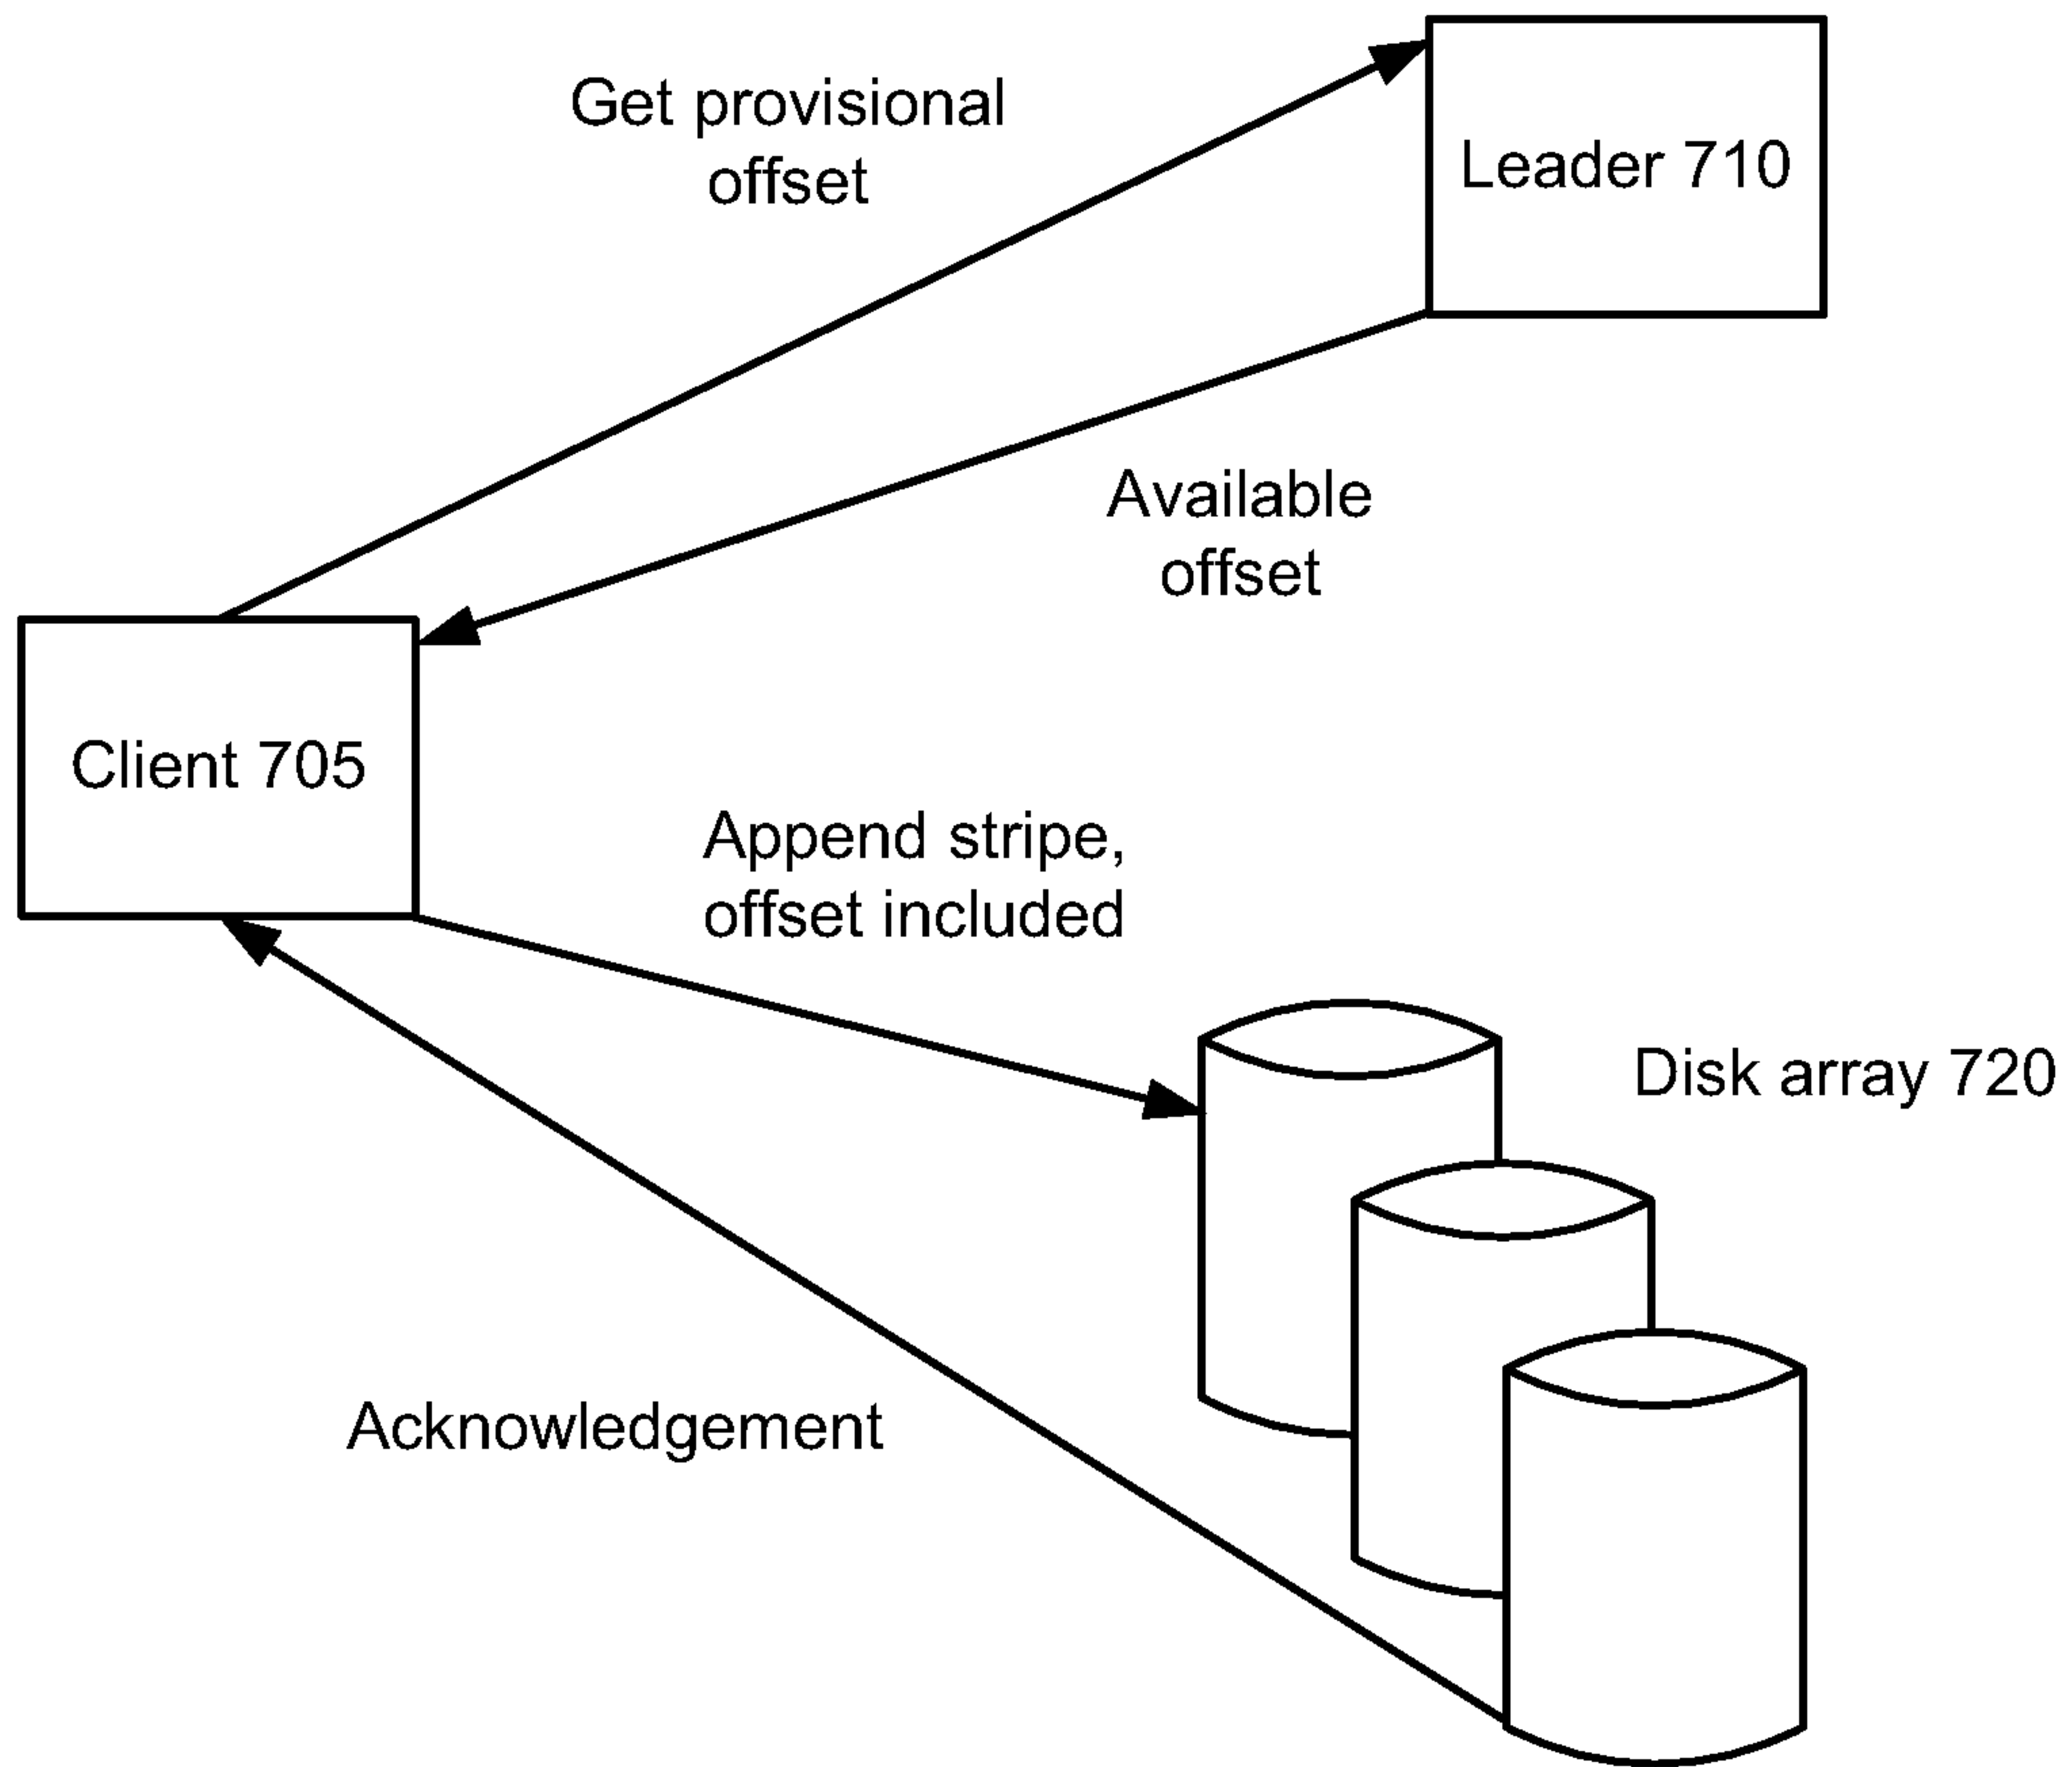 Get provisional
offset
Leader 710
Available
offset
Client 705
Append stripe,
offset included
Disk array 720
Acknowledgement